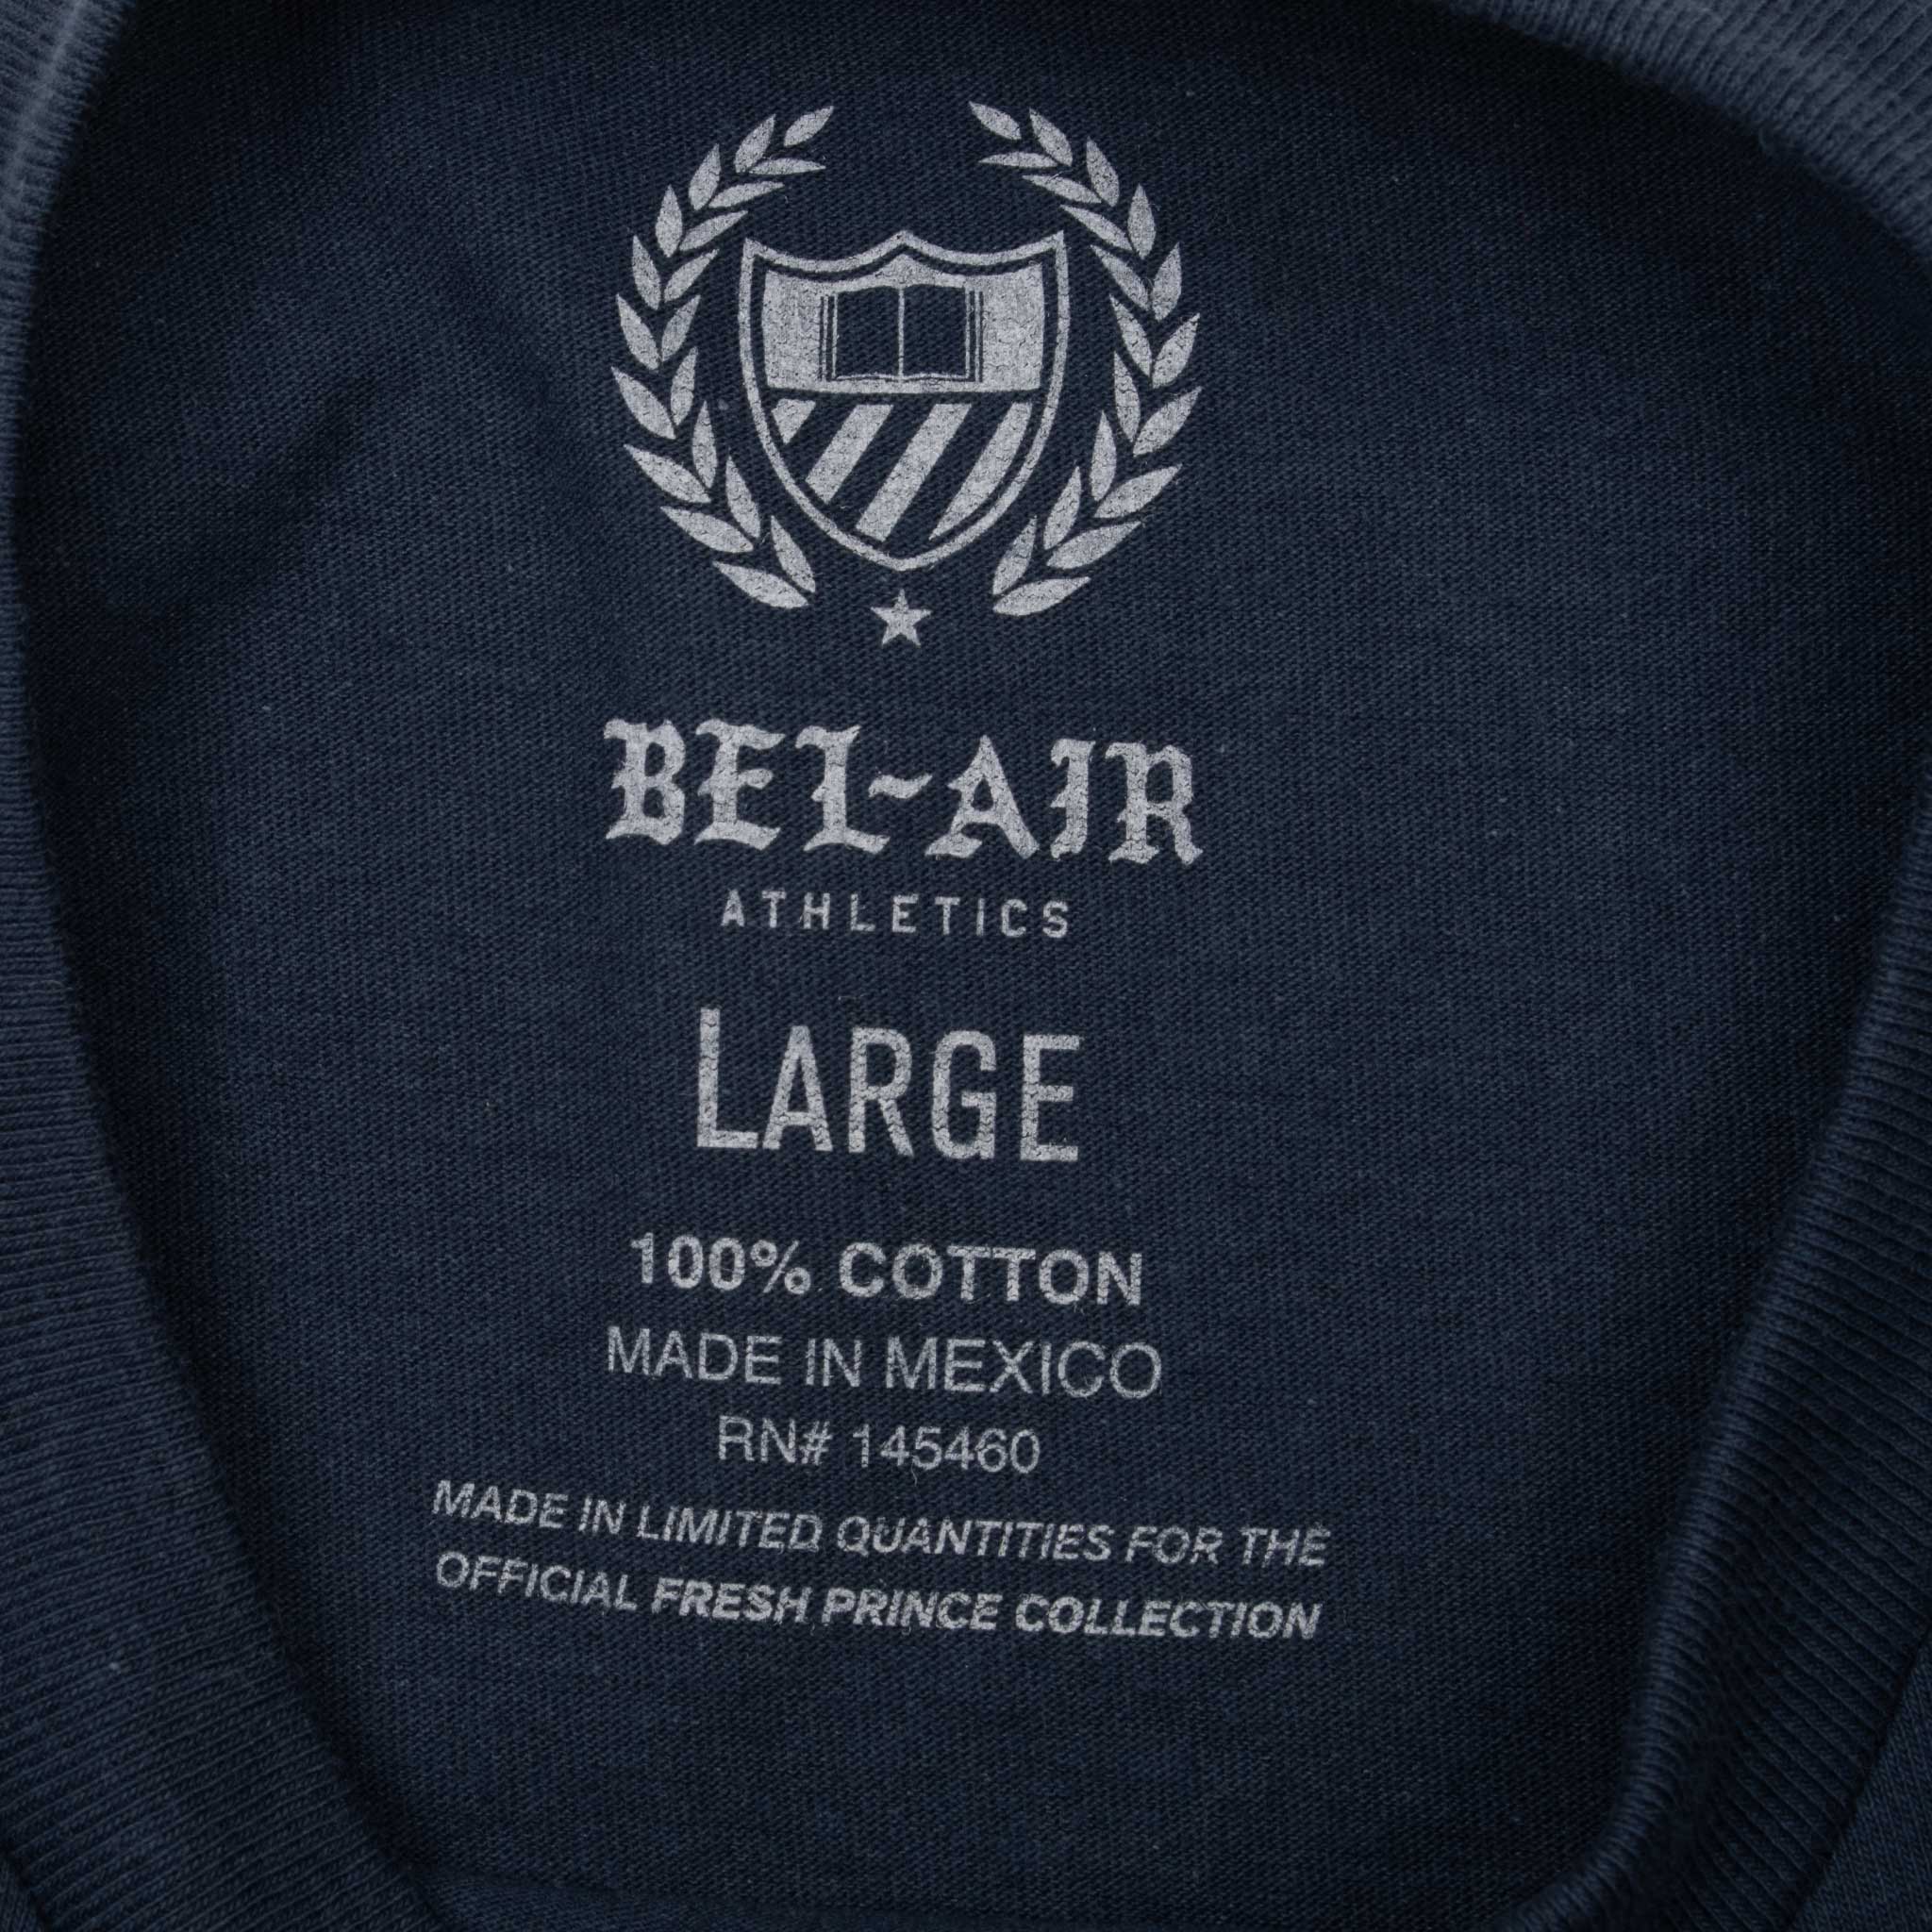 BEL-AIR
ATHLETICS
LARGE
100% COTTON
MADE IN MEXICO
RN# 145460
MADE IN LIMITED QUANTITIES FOR THE
OFFICIAL FRESH PRINCE COLLECTION